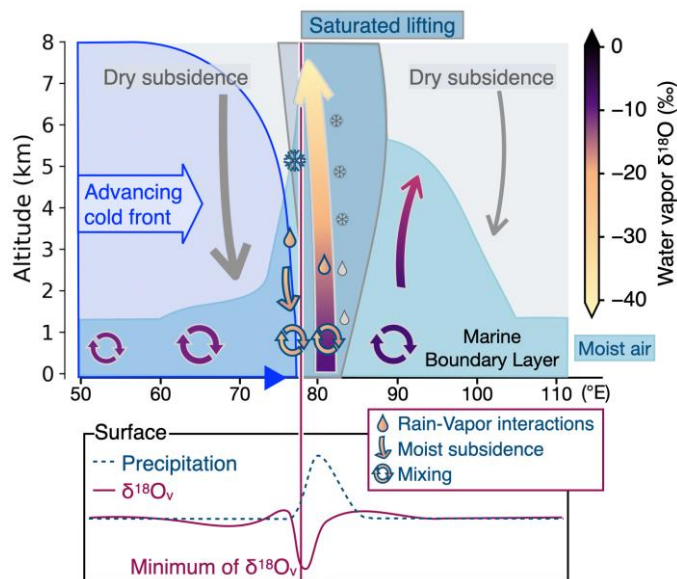 Saturated lifting
8
7
6
5
4
3
2
1
0
Altitude (km)
Dry subsidence
Dry subsidence
Advancing
cold front
Marine
Boundary Layer
0
−10
−20
−30
−40
Water vapor δ¹⁸O (‰)
Moist air
50 60 70 80 90 100 110 (°E)
Surface
Precipitation
δ¹⁸Oᵥ
Rain-Vapor interactions
Moist subsidence
Mixing
Minimum of δ¹⁸Oᵥ